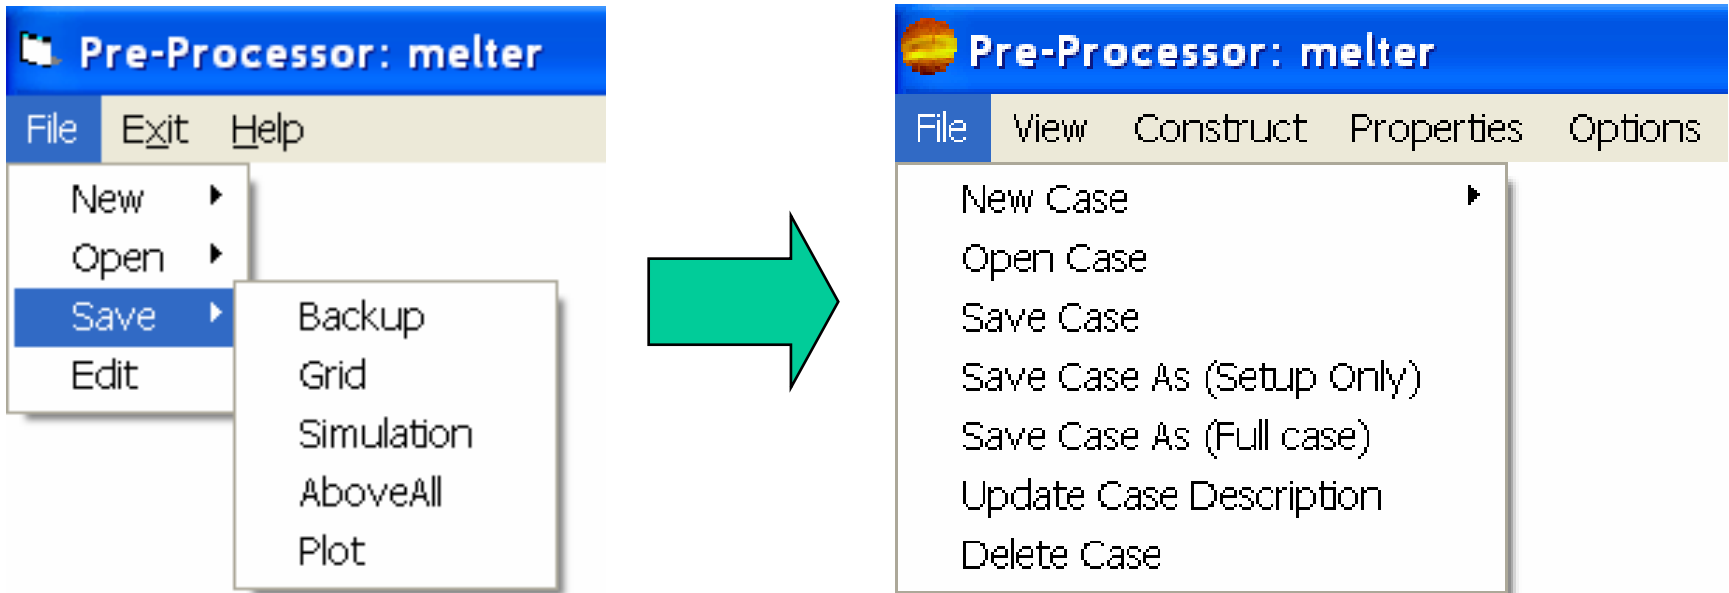 Pre-Processor: melter
File Exit Help
New
Open
Save
Edit
Backup
Grid
Simulation
AboveAll
Plot
Pre-Processor: melter
File View Construct Properties Options
New Case
Open Case
Save Case
Save Case As (Setup Only)
Save Case As (Full case)
Update Case Description
Delete Case